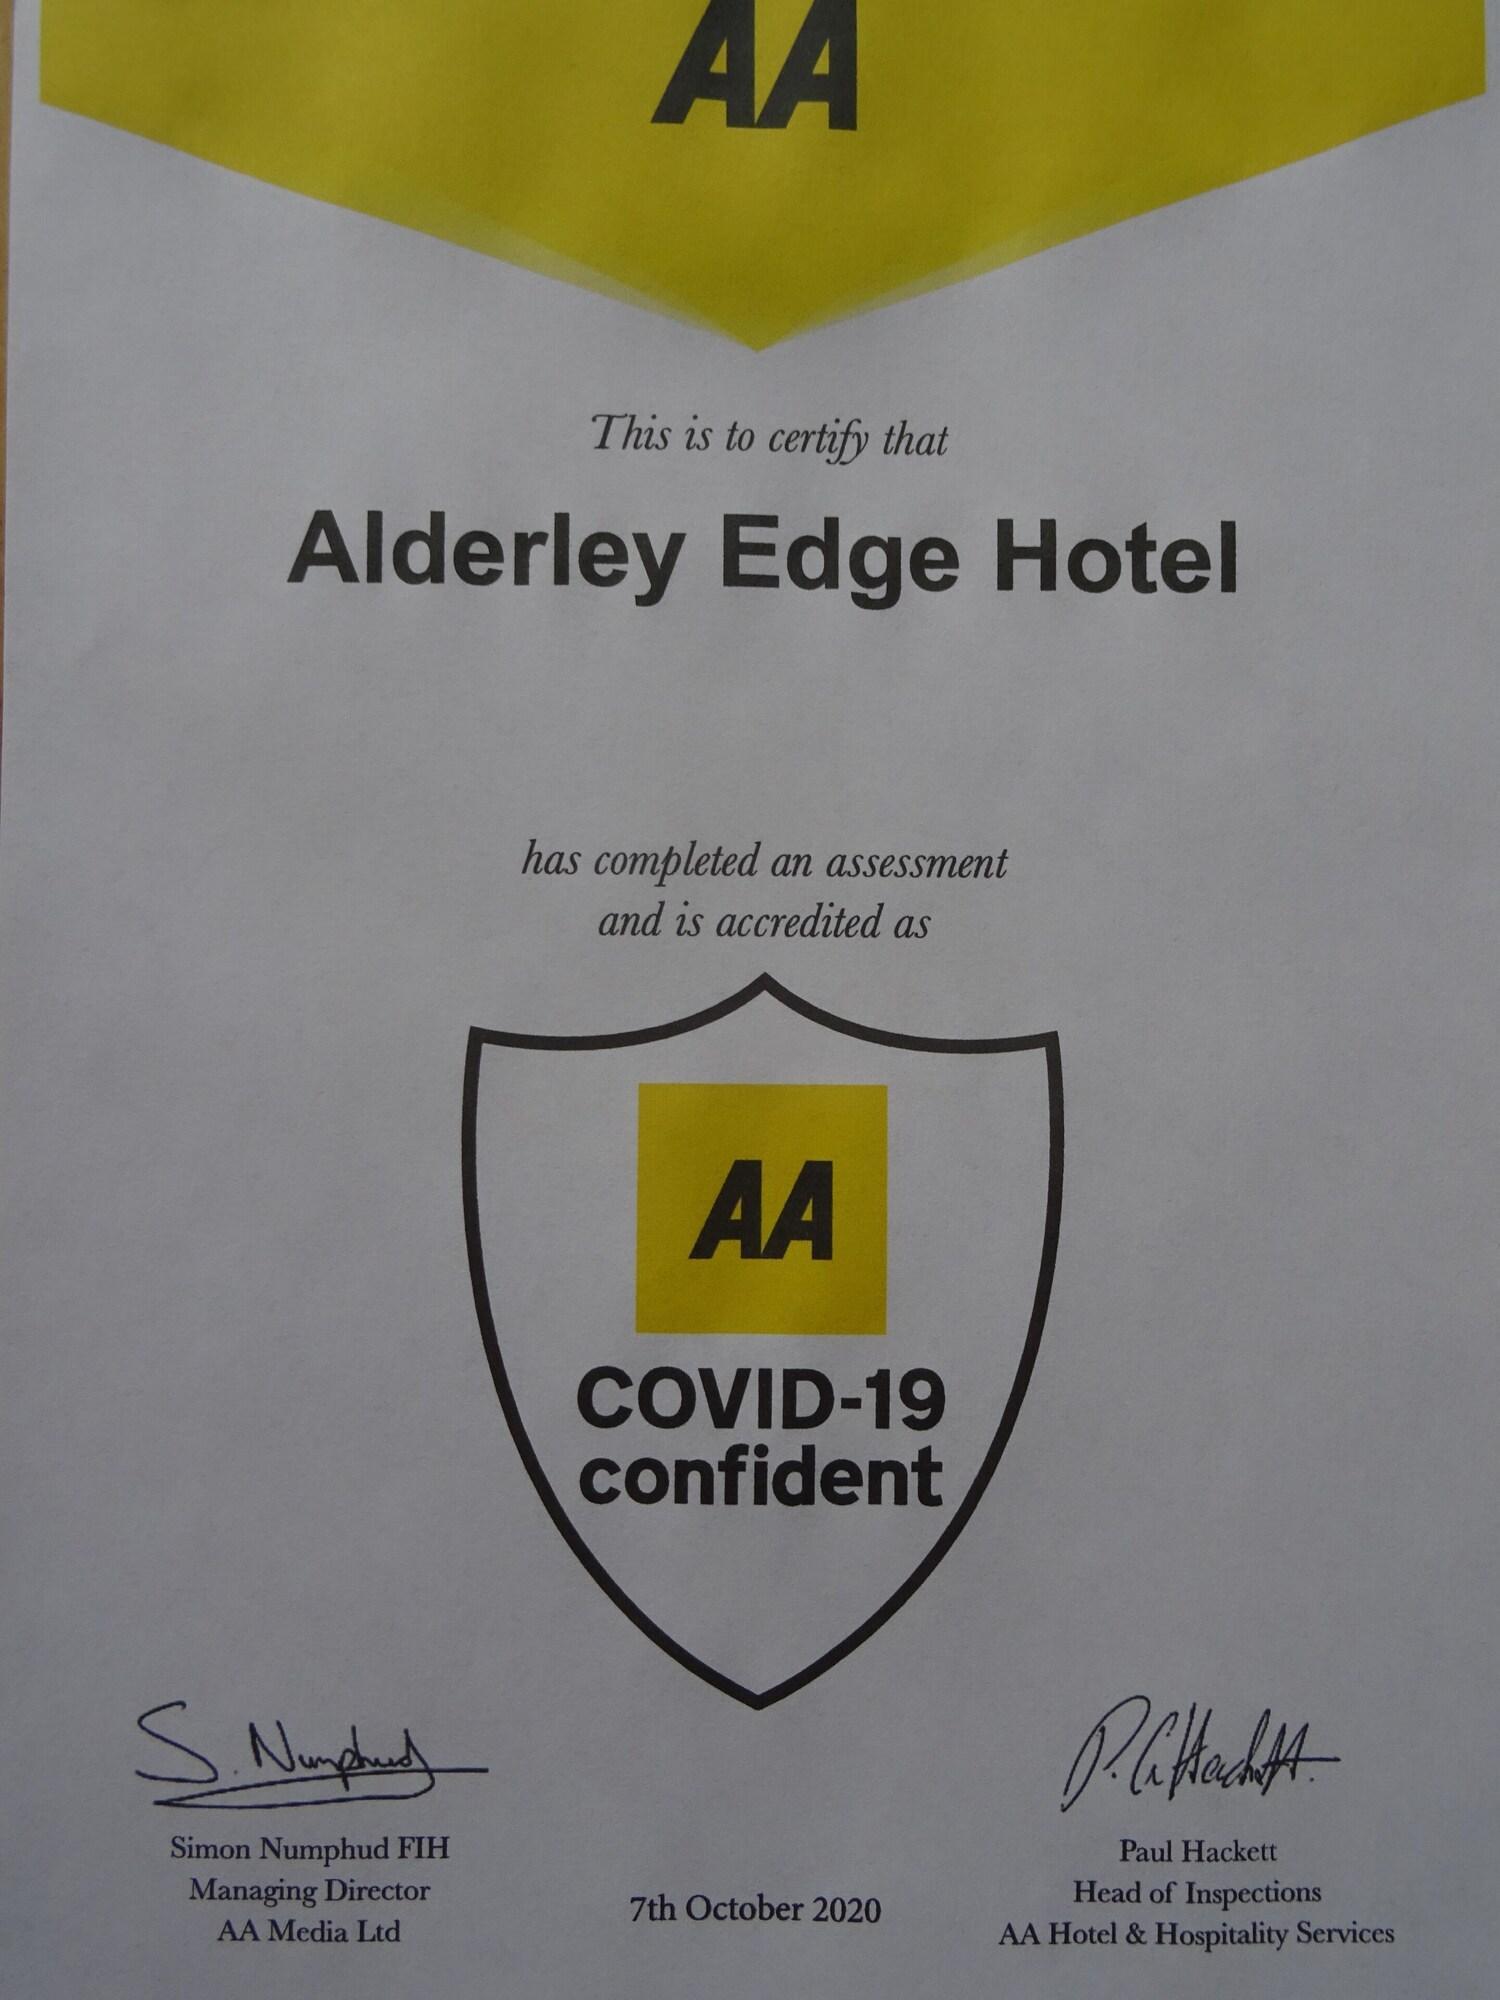 AA
This is to certify that
Alderley Edge Hotel
has completed an assessment
and is accredited as
AA
COVID-19
confident
S. Numphud
P. G. Hackett.
Simon Numphud FIH
Managing Director
AA Media Ltd
7th October 2020
Paul Hackett
Head of Inspections
AA Hotel & Hospitality Services